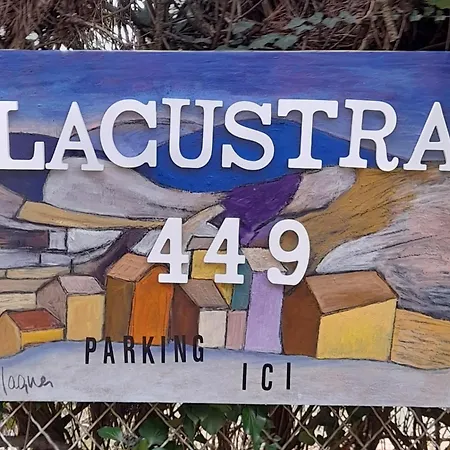 LACUSTRA
449
PARKING
ICI